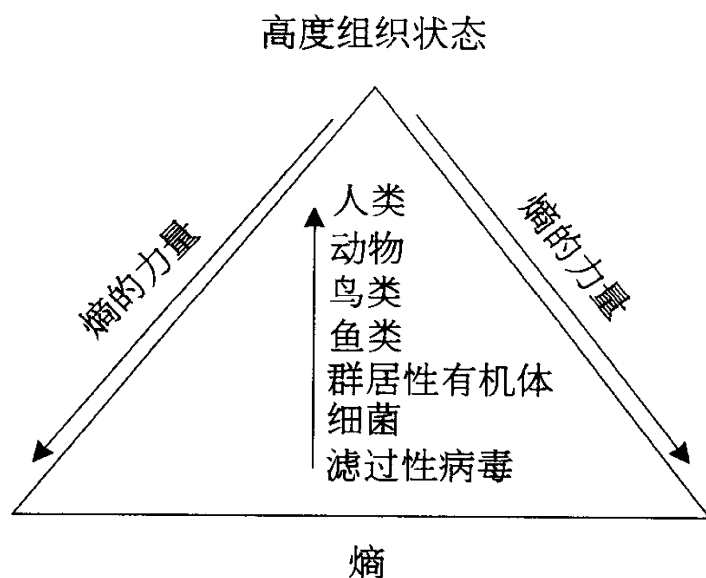 高度组织状态
熵的力量
熵的力量
人类
动物
鸟类
鱼类
群居性有机体
细菌
滤过性病毒
熵